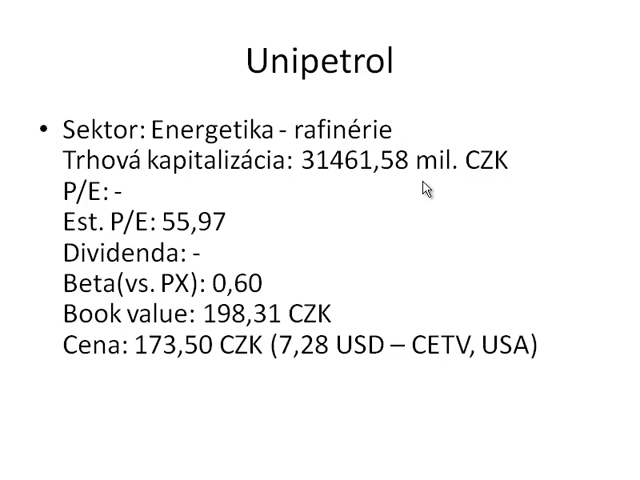 Unipetrol
• Sektor: Energetika - rafinérie
Trhová kapitalizácia: 31461,58 mil. CZK
P/E: -
Est. P/E: 55,97
Dividenda: -
Beta(vs. PX): 0,60
Book value: 198,31 CZK
Cena: 173,50 CZK (7,28 USD – CETV, USA)